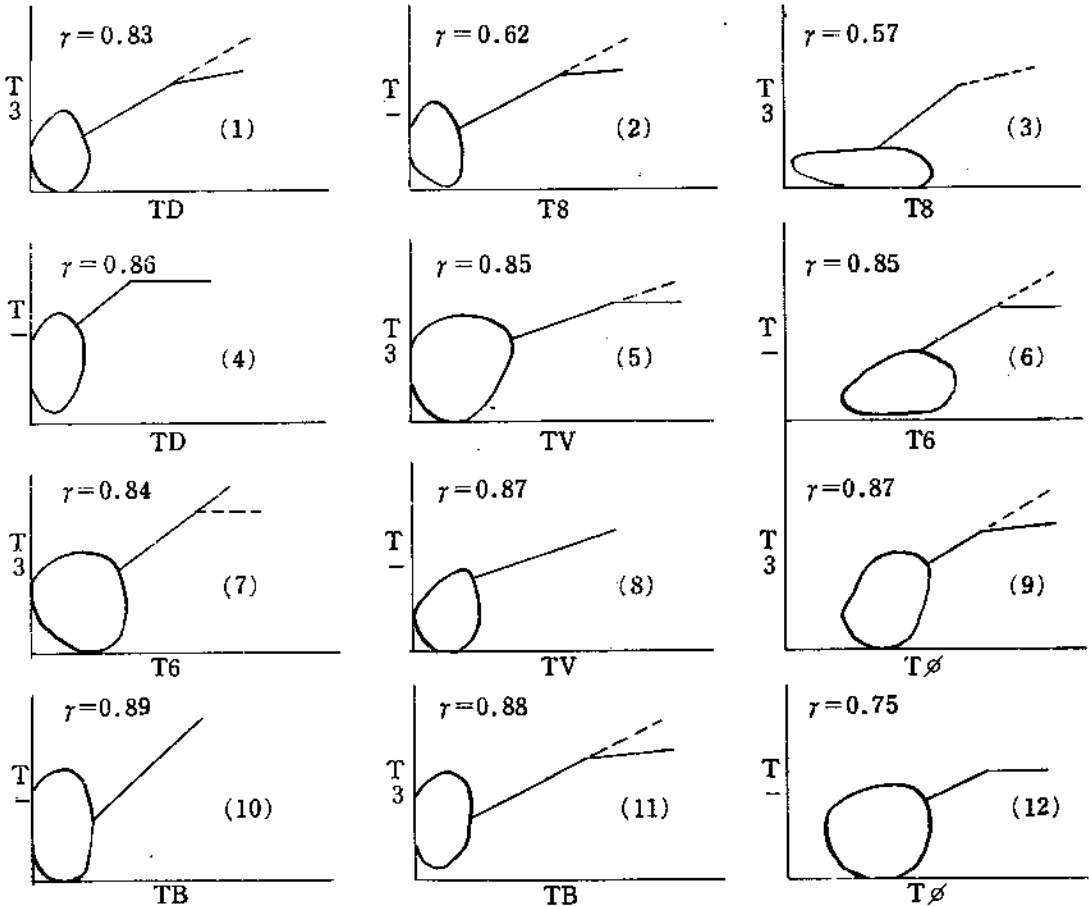 γ=0.83
T
3
(1)
TD
γ=0.62
T
—
(2)
T8
γ=0.57
T
3
(3)
T8
γ=0.86
T
—
(4)
TD
γ=0.85
T
3
(5)
TV
γ=0.85
T
—
(6)
T6
γ=0.84
T
3
(7)
T6
γ=0.87
T
—
(8)
TV
γ=0.87
T
3
(9)
TØ
γ=0.89
T
—
(10)
TB
γ=0.88
T
3
(11)
TB
γ=0.75
T
—
(12)
TØ